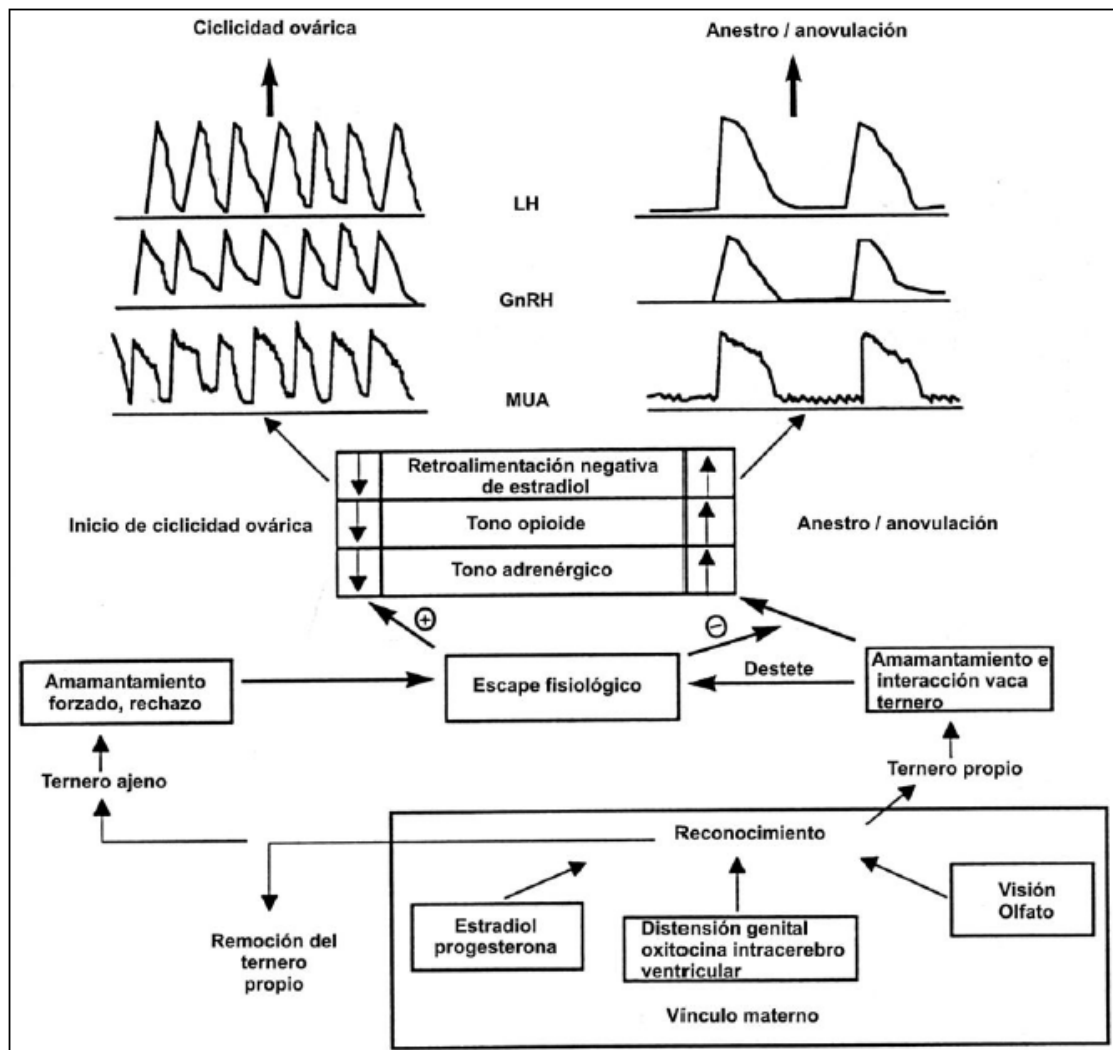 Ciclicidad ovárica
Anestro / anovulación
LH
GnRH
MUA
Retroalimentación negativa
de estradiol
Inicio de ciclicidad ovárica
Tono opioide
Anestro / anovulación
Tono adrenérgico
+
−
Amamantamiento
forzado, rechazo
Escape fisiológico
Destete
Amamantamiento e
interacción vaca
ternero
Ternero ajeno
Ternero propio
Reconocimiento
Remoción del
ternero
propio
Estradiol
progesterona
Distensión genital
oxitocina intracerebro
ventricular
Visión
Olfato
Vínculo materno